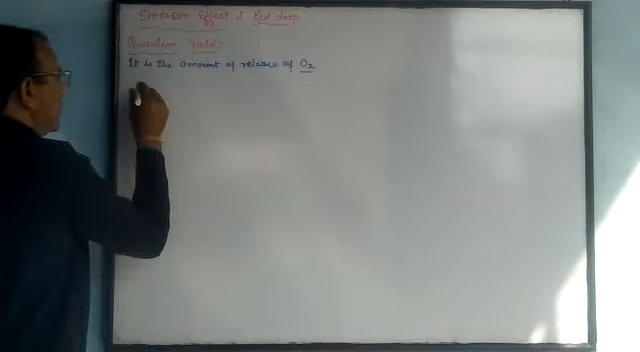 Emerson Effect & Red drop
Quantum Yield:
It is the amount of release of O2